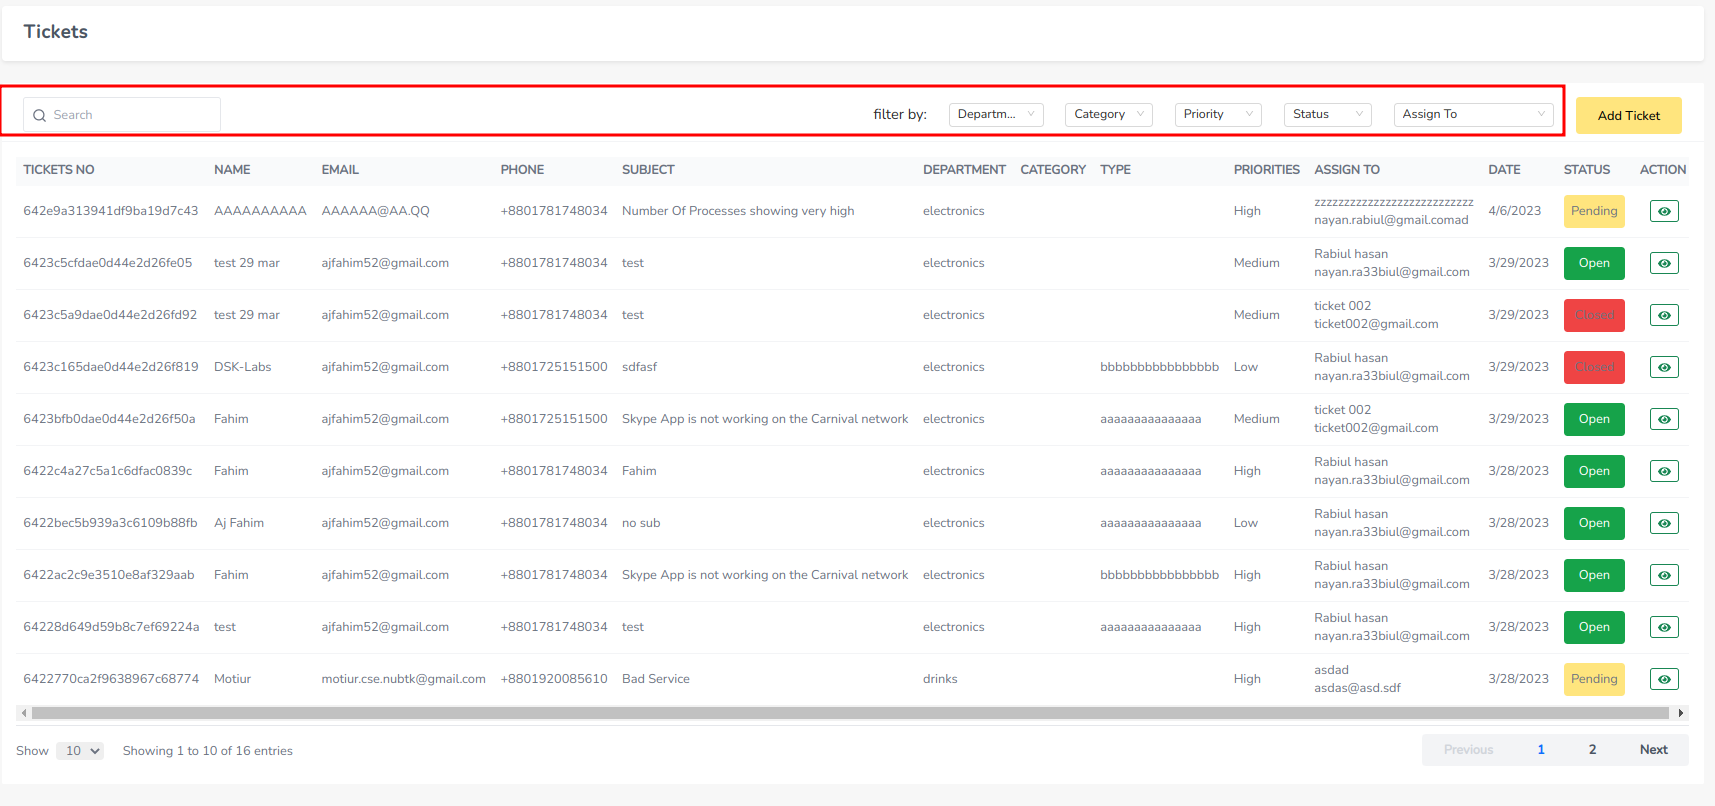 Tickets
Search filter by: Departm... Category Priority Status Assign To Add Ticket
TICKETS NO NAME EMAIL PHONE SUBJECT DEPARTMENT CATEGORY TYPE PRIORITIES ASSIGN TO DATE STATUS ACTION
642e9a313941df9ba19d7c43 AAAAAAAAAA AAAAAA@AA.QQ +8801781748034 Number Of Processes showing very high electronics High zzzzzzzzzzzzzzzzzzzzzzzzzzz 4/6/2023 Pending
nayan.rabiul@gmail.comad
6423c5cfdae0d44e2d26fe05 test 29 mar ajfahim52@gmail.com +8801781748034 test electronics Medium Rabiul hasan 3/29/2023 Open
nayan.ra33biul@gmail.com
6423c5a9dae0d44e2d26fd92 test 29 mar ajfahim52@gmail.com +8801781748034 test electronics Medium ticket 002 3/29/2023 Closed
ticket002@gmail.com
6423c165dae0d44e2d26f819 DSK-Labs ajfahim52@gmail.com +8801725151500 sdfasf electronics bbbbbbbbbbbbbbbb Low Rabiul hasan 3/29/2023 Closed
nayan.ra33biul@gmail.com
6423bfb0dae0d44e2d26f50a Fahim ajfahim52@gmail.com +8801725151500 Skype App is not working on the Carnival network electronics aaaaaaaaaaaaaaa Medium ticket 002 3/29/2023 Open
ticket002@gmail.com
6422c4a27c5a1c6dfac0839c Fahim ajfahim52@gmail.com +8801781748034 Fahim electronics aaaaaaaaaaaaaaa High Rabiul hasan 3/28/2023 Open
nayan.ra33biul@gmail.com
6422bec5b939a3c6109b88fb Aj Fahim ajfahim52@gmail.com +8801781748034 no sub electronics aaaaaaaaaaaaaaa Low Rabiul hasan 3/28/2023 Open
nayan.ra33biul@gmail.com
6422ac2c9e3510e8af329aab Fahim ajfahim52@gmail.com +8801781748034 Skype App is not working on the Carnival network electronics bbbbbbbbbbbbbbbb High Rabiul hasan 3/28/2023 Open
nayan.ra33biul@gmail.com
64228d649d59b8c7ef69224a test ajfahim52@gmail.com +8801781748034 test electronics aaaaaaaaaaaaaaa High Rabiul hasan 3/28/2023 Open
nayan.ra33biul@gmail.com
6422770ca2f9638967c68774 Motiur motiur.cse.nubtk@gmail.com +8801920085610 Bad Service drinks High asdad 3/28/2023 Pending
asdas@asd.sdf
Show 10 Showing 1 to 10 of 16 entries Previous 1 2 Next